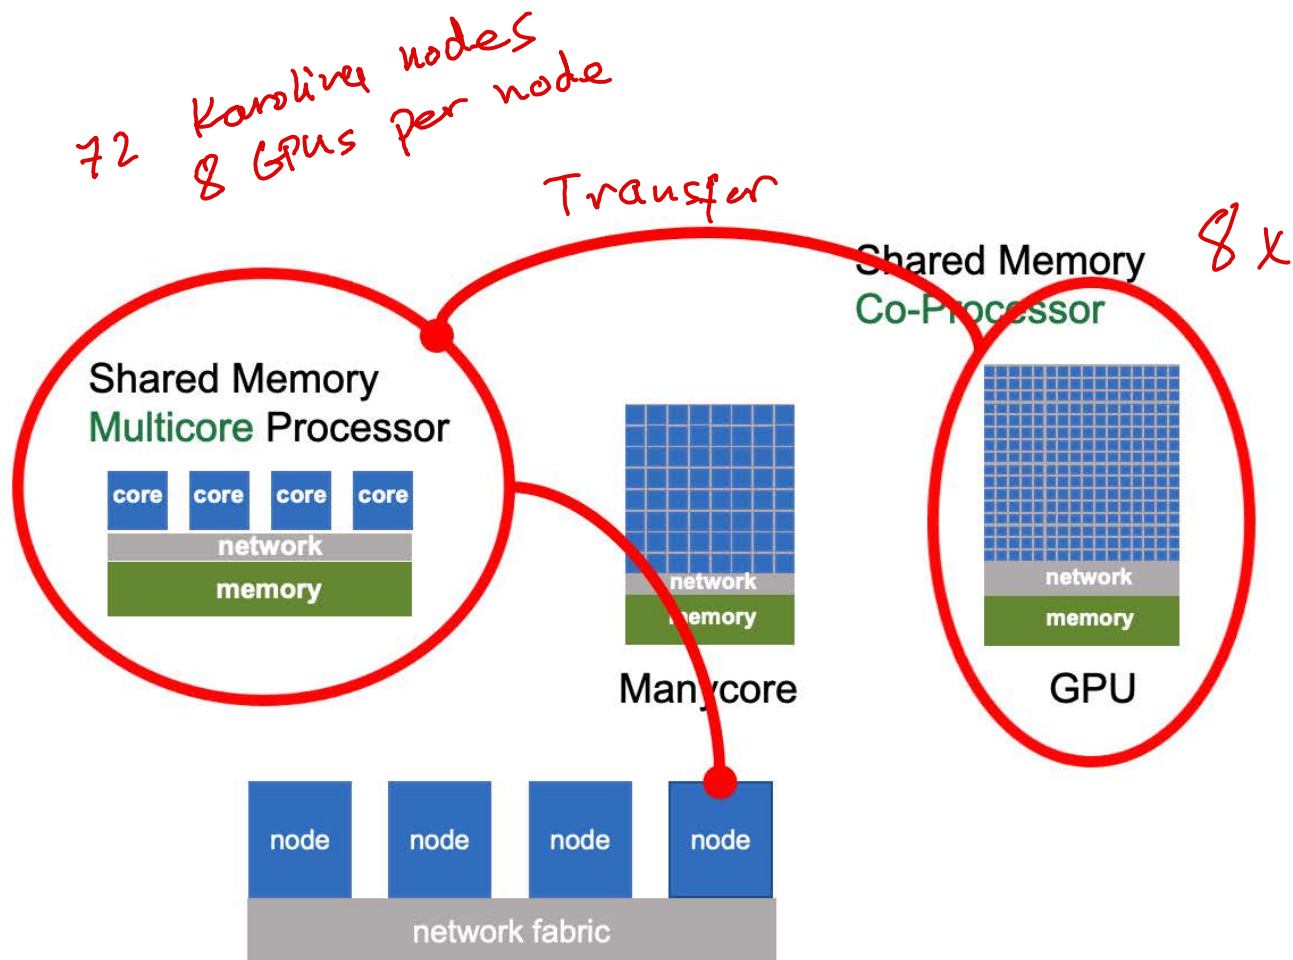 72 Karolina nodes
8 GPUs per node
Transfer
8x
Shared Memory
Co-Processor
Shared Memory
Multicore Processor
core core core core
network
memory
network
memory
Manycore
network
memory
GPU
node node node node
network fabric